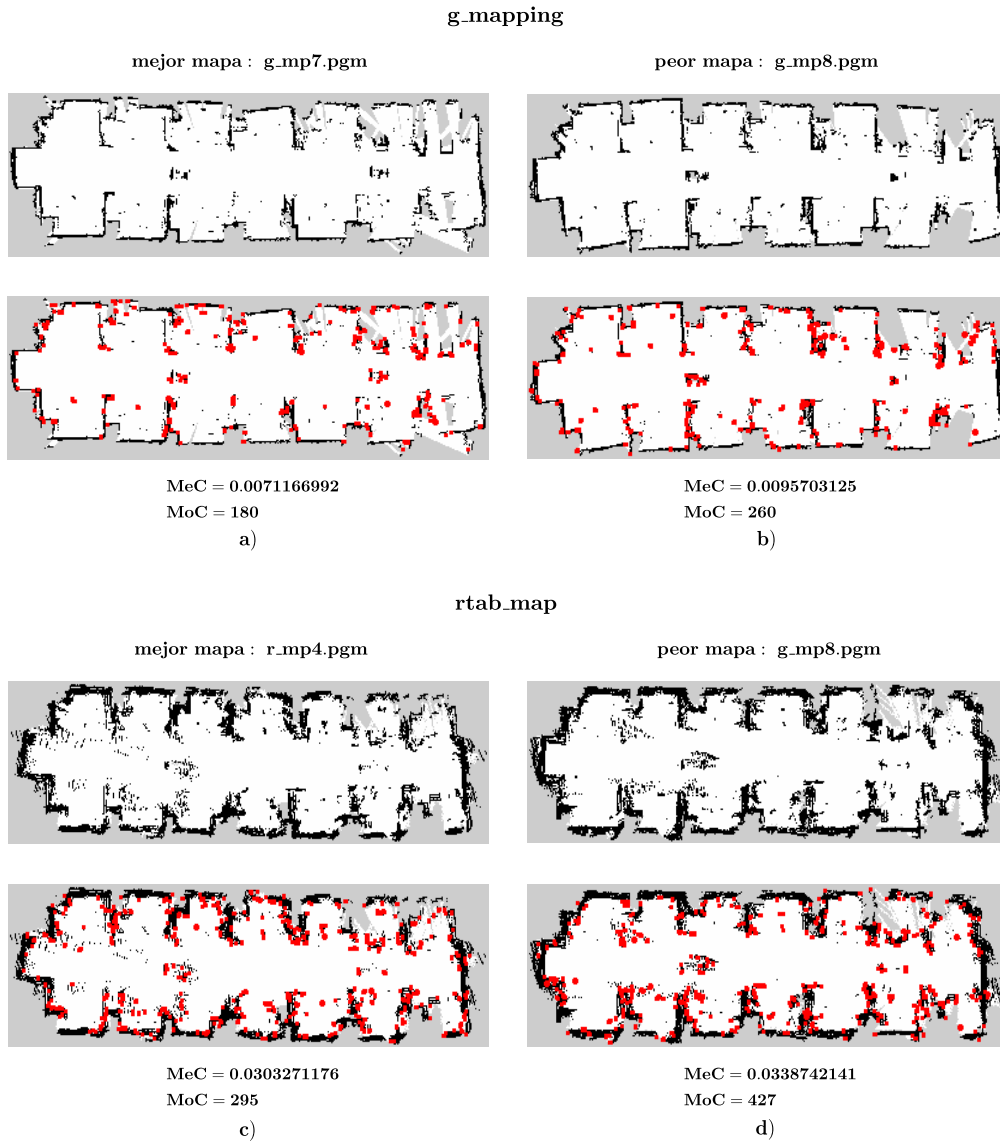 g_mapping
mejor mapa : g_mp7.pgm
peor mapa : g_mp8.pgm
MeC = 0.0071166992
MoC = 180
a)
MeC = 0.0095703125
MoC = 260
b)
rtab_map
mejor mapa : r_mp4.pgm
peor mapa : g_mp8.pgm
MeC = 0.0303271176
MoC = 295
c)
MeC = 0.0338742141
MoC = 427
d)